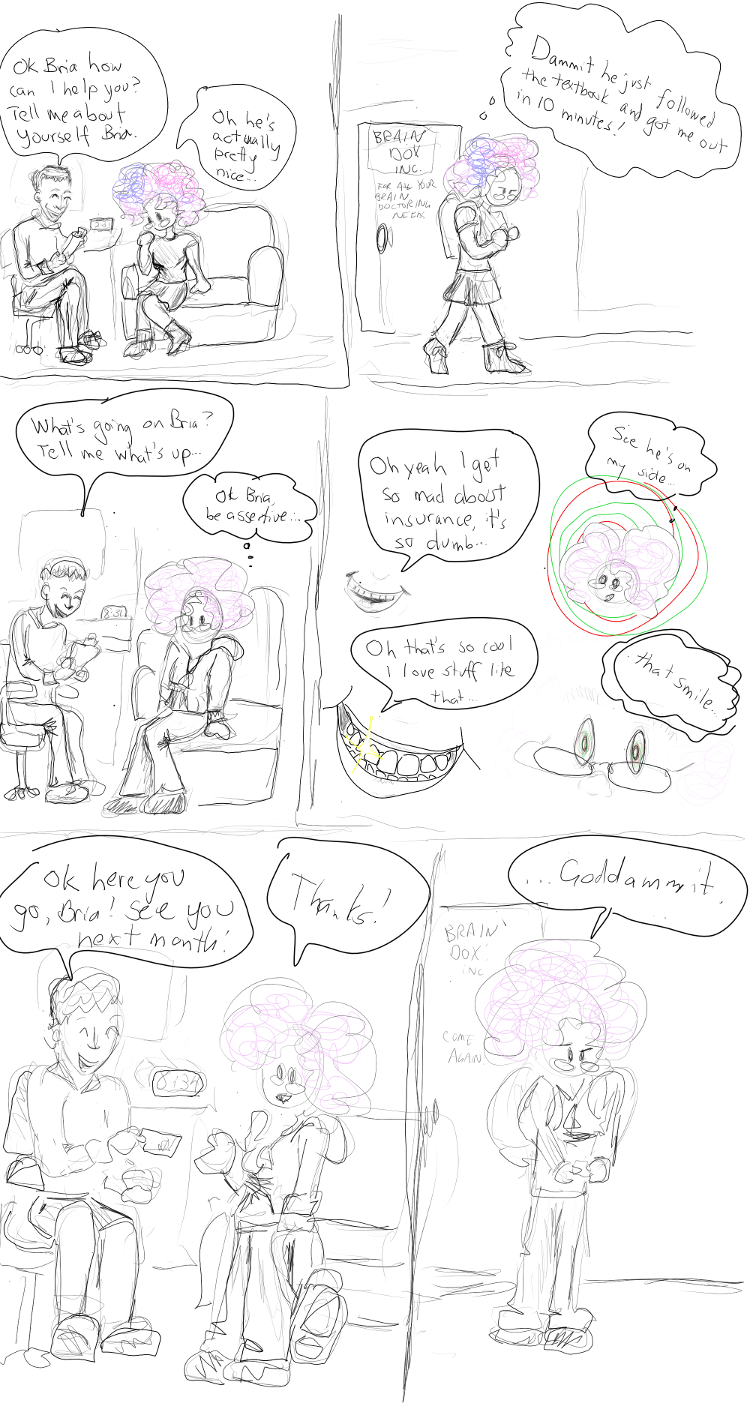 Ok Bria how
can I help you?
Tell me about
yourself Bria.
Oh he's
actually
pretty
nice...
Dammit he just followed
the textbook and got me out
in 10 minutes!
BRAIN
DOX
INC.
FOR ALL YOUR
BRAIN
DOCTORING
NEEDS
What's going on Bria?
Tell me what's up...
Ok Bria,
be assertive...
Oh yeah I get
so mad about
insurance, it's
so dumb...
See he's on
my side...
Oh that's so cool
I love stuff like
that...
that smile...
Ok here you
go, Bria! See you
next month!
Thanks!
...Goddammit.
BRAIN
DOX
INC
COME
AGAIN